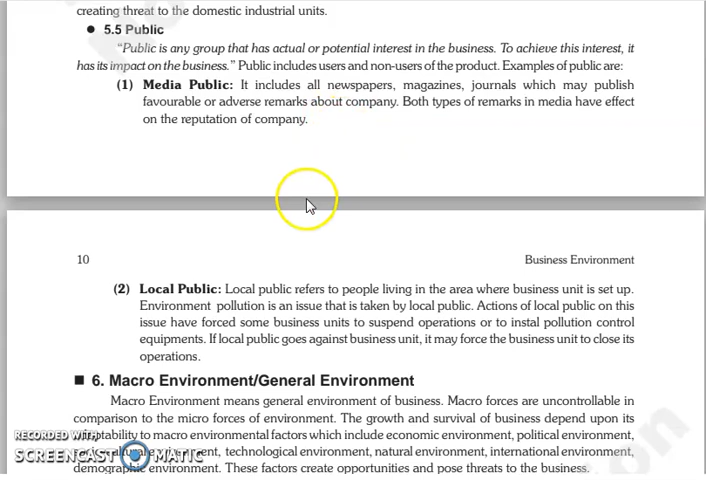 creating threat to the domestic industrial units.
● 5.5 Public
“Public is any group that has actual or potential interest in the business. To achieve this interest, it
has its impact on the business.” Public includes users and non-users of the product. Examples of public are:
(1) Media Public: It includes all newspapers, magazines, journals which may publish
favourable or adverse remarks about company. Both types of remarks in media have effect
on the reputation of company.
10 Business Environment
(2) Local Public: Local public refers to people living in the area where business unit is set up.
Environment pollution is an issue that is taken by local public. Actions of local public on this
issue have forced some business units to suspend operations or to instal pollution control
equipments. If local public goes against business unit, it may force the business unit to close its
operations.
■ 6. Macro Environment/General Environment
Macro Environment means general environment of business. Macro forces are uncontrollable in
comparison to the micro forces of environment. The growth and survival of business depend upon its
adaptability to macro environmental factors which include economic environment, political environment,
technological environment, natural environment, international environment,
demographic environment. These factors create opportunities and pose threats to the business.
RECORDED WITH
SCREENCAST MATIC